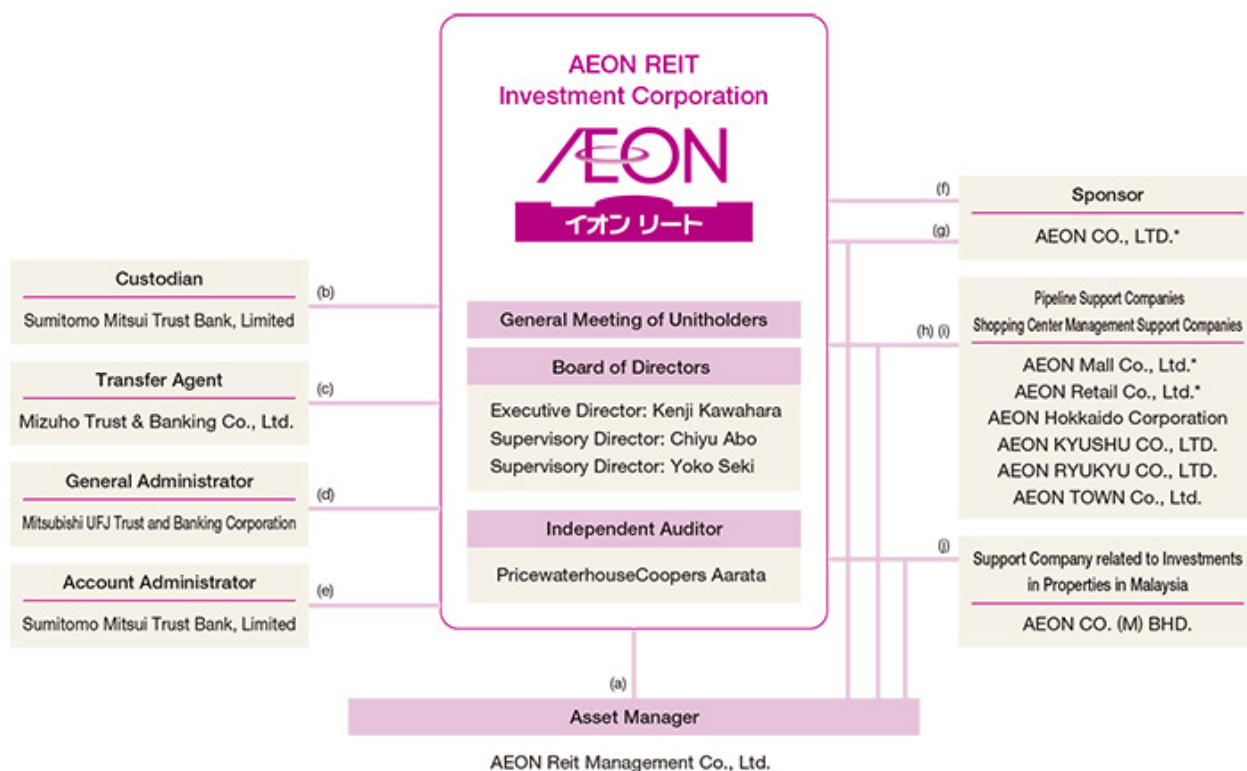 AEON REIT
Investment Corporation
ÆON
イオン リート
General Meeting of Unitholders
Board of Directors
Executive Director: Kenji Kawahara
Supervisory Director: Chiyu Abo
Supervisory Director: Yoko Seki
Independent Auditor
PricewaterhouseCoopers Aarata
Custodian
Sumitomo Mitsui Trust Bank, Limited
(b)
Transfer Agent
Mizuho Trust & Banking Co., Ltd.
(c)
General Administrator
Mitsubishi UFJ Trust and Banking Corporation
(d)
Account Administrator
Sumitomo Mitsui Trust Bank, Limited
(e)
(f)
(g)
Sponsor
AEON CO., LTD.*
(h) (i)
Pipeline Support Companies
Shopping Center Management Support Companies
AEON Mall Co., Ltd.*
AEON Retail Co., Ltd.*
AEON Hokkaido Corporation
AEON KYUSHU CO., LTD.
AEON RYUKYU CO., LTD.
AEON TOWN Co., Ltd.
(j)
Support Company related to Investments
in Properties in Malaysia
AEON CO. (M) BHD.
(a)
Asset Manager
AEON Reit Management Co., Ltd.